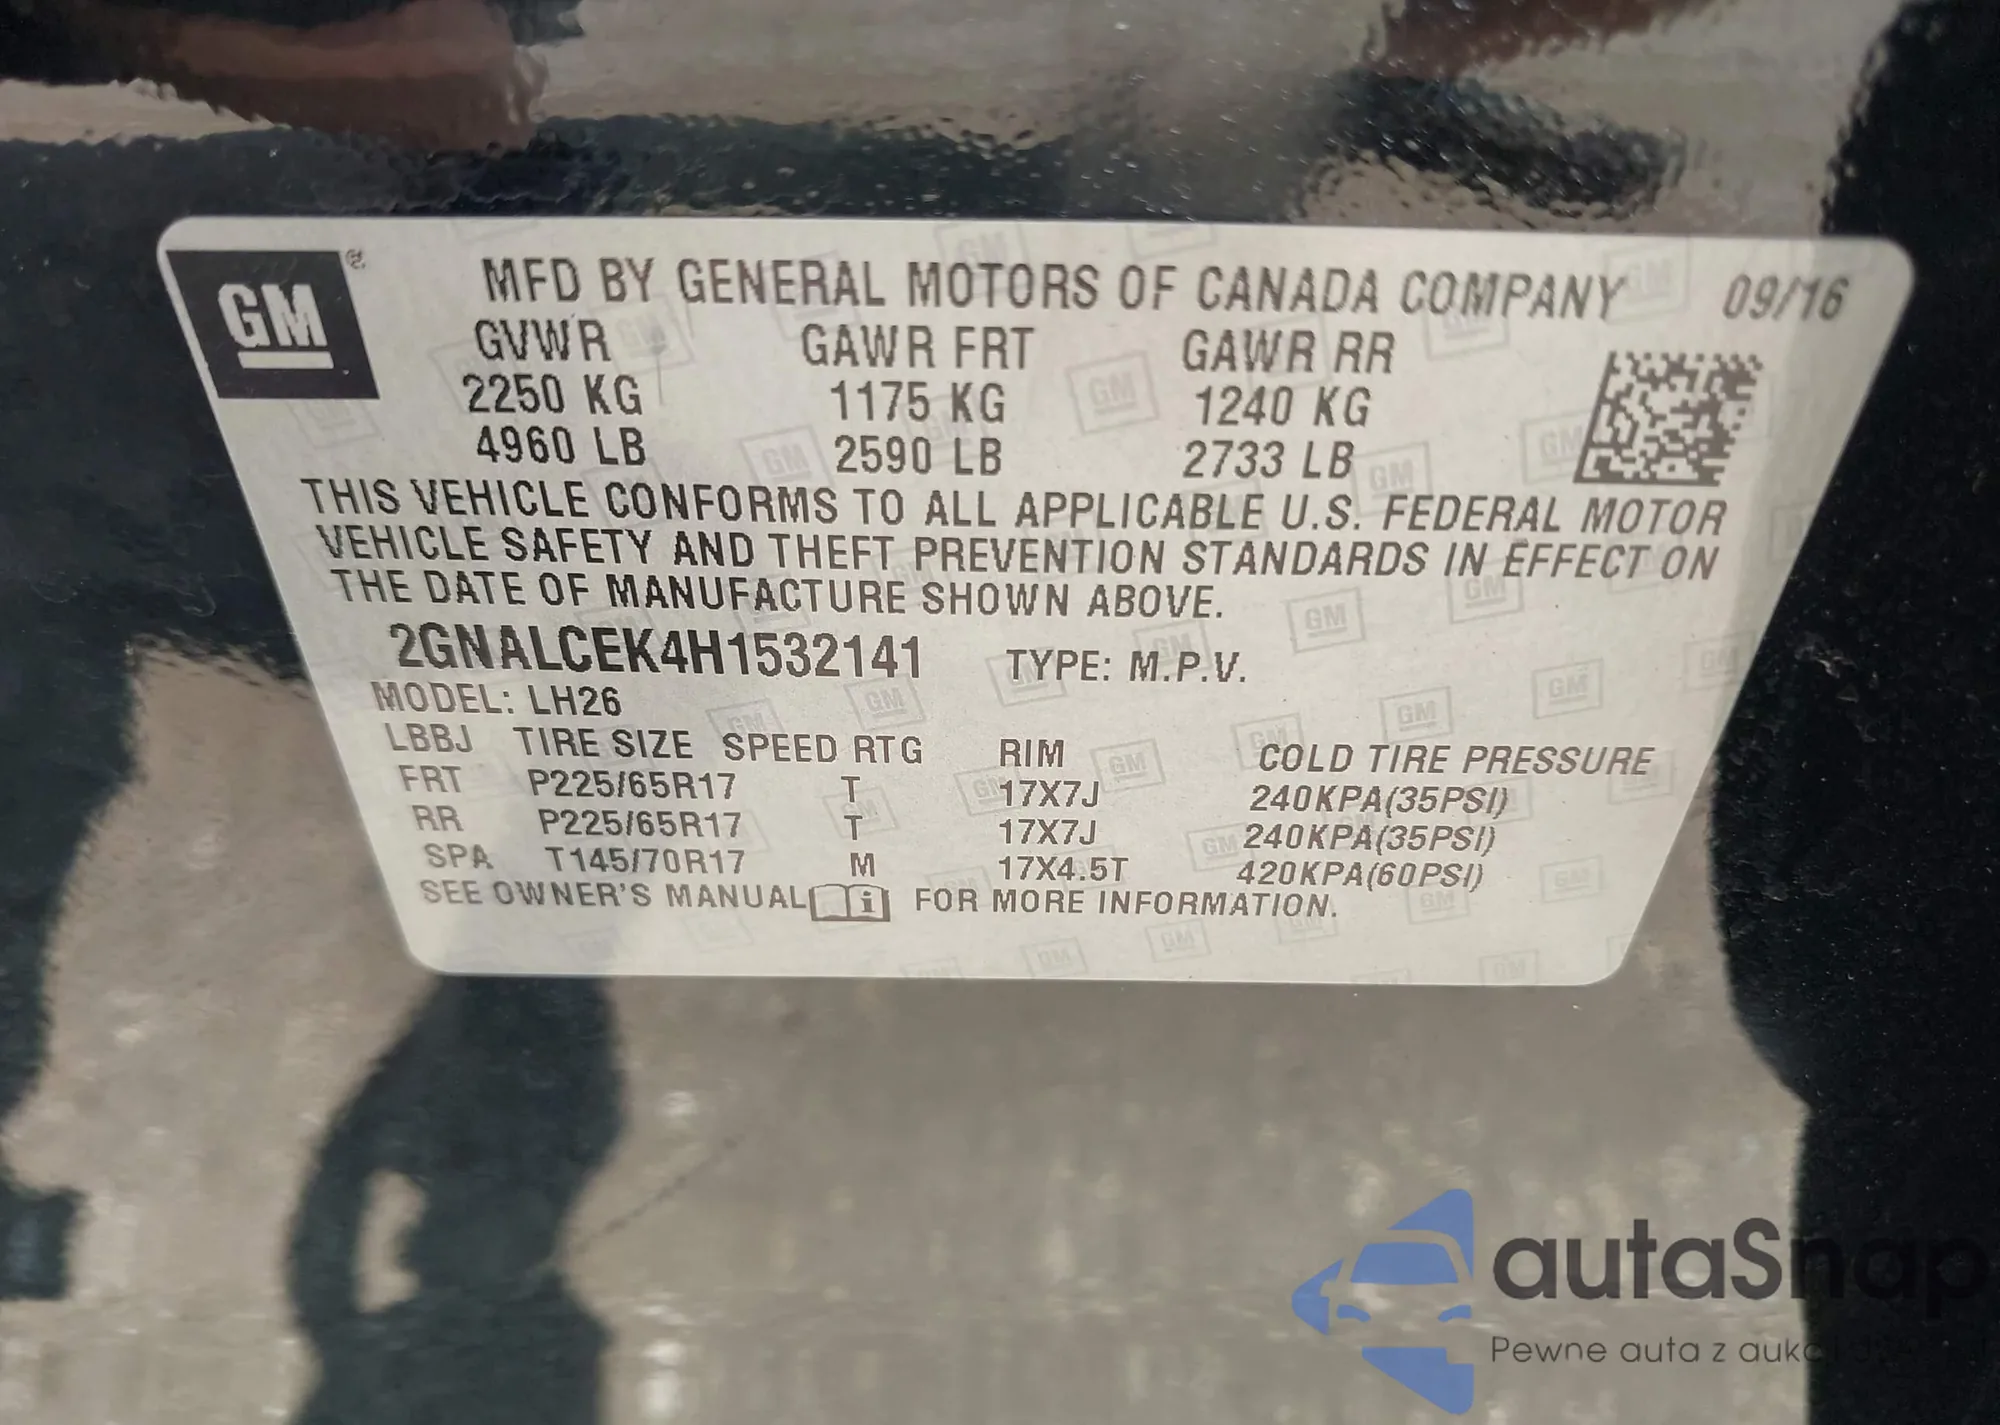 GM®
MFD BY GENERAL MOTORS OF CANADA COMPANY 09/16
GVWR GAWR FRT GAWR RR
2250 KG 1175 KG 1240 KG
4960 LB 2590 LB 2733 LB
THIS VEHICLE CONFORMS TO ALL APPLICABLE U.S. FEDERAL MOTOR
VEHICLE SAFETY AND THEFT PREVENTION STANDARDS IN EFFECT ON
THE DATE OF MANUFACTURE SHOWN ABOVE.
2GNALCEK4H1532141 TYPE: M.P.V.
MODEL: LH26
LBBJ TIRE SIZE SPEED RTG RIM COLD TIRE PRESSURE
FRT P225/65R17 T 17X7J 240KPA(35PSI)
RR P225/65R17 T 17X7J 240KPA(35PSI)
SPA T145/70R17 M 17X4.5T 420KPA(60PSI)
SEE OWNER'S MANUAL i FOR MORE INFORMATION.
autaSnap
Pewne auta z